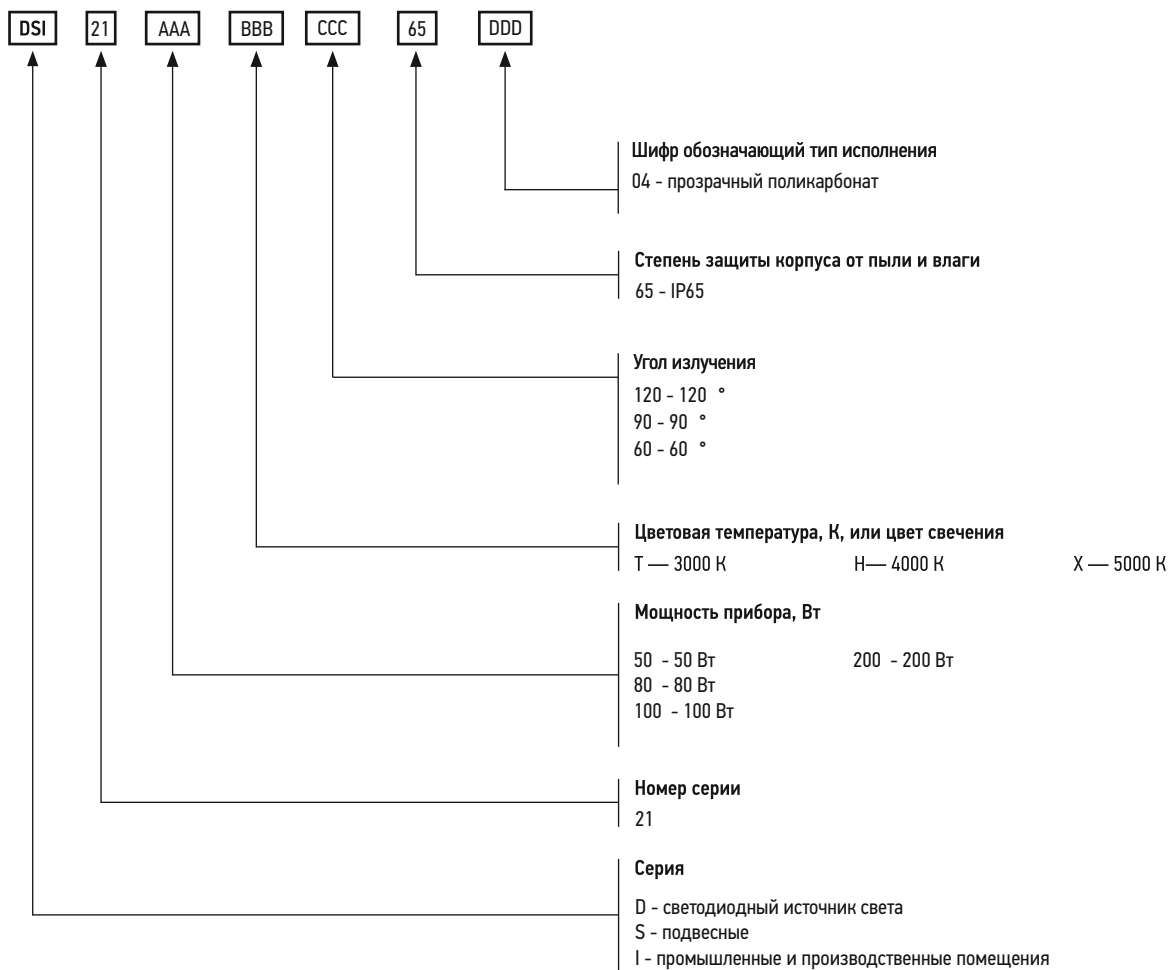 DSI 21 AAA BBB CCC 65 DDD
Шифр обозначающий тип исполнения
04 - прозрачный поликарбонат
Степень защиты корпуса от пыли и влаги
65 - IP65
Угол излучения
120 - 120 °
90 - 90 °
60 - 60 °
Цветовая температура, К, или цвет свечения
Т — 3000 К Н— 4000 К Х — 5000 К
Мощность прибора, Вт
50 - 50 Вт 200 - 200 Вт
80 - 80 Вт
100 - 100 Вт
Номер серии
21
Серия
D - светодиодный источник света
S - подвесные
I - промышленные и производственные помещения